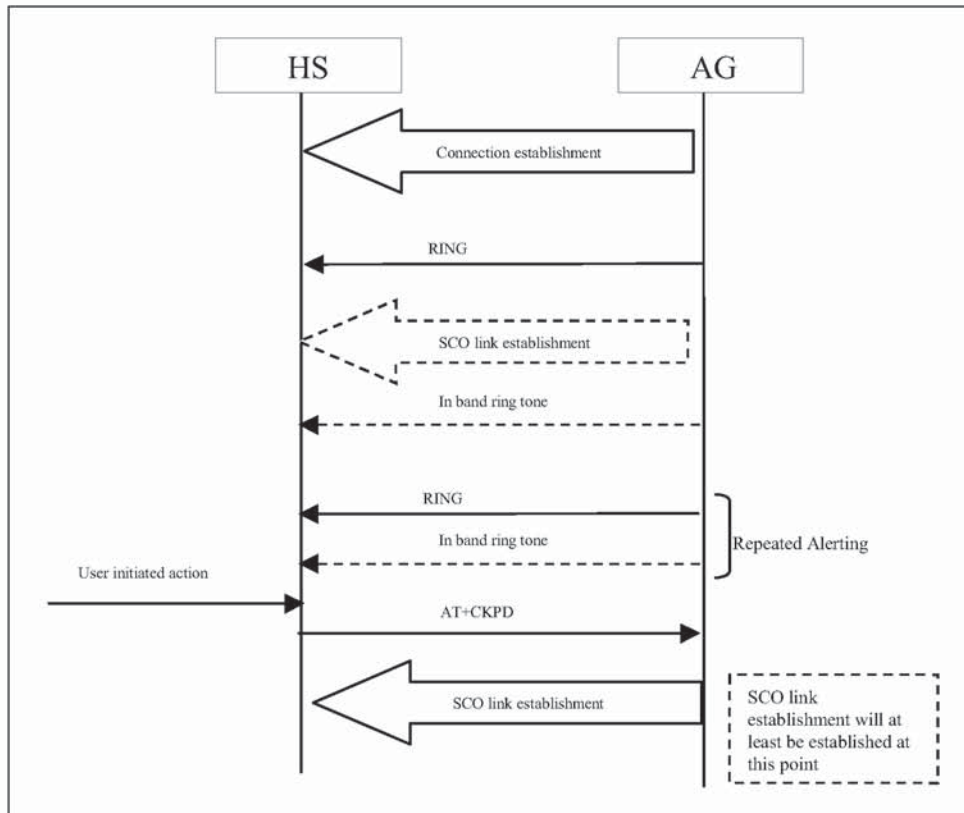 HS
AG
Connection establishment
RING
SCO link establishment
In band ring tone
RING
In band ring tone
Repeated Alerting
User initiated action
AT+CKPD
SCO link establishment
SCO link
establishment will at
least be established at
this point